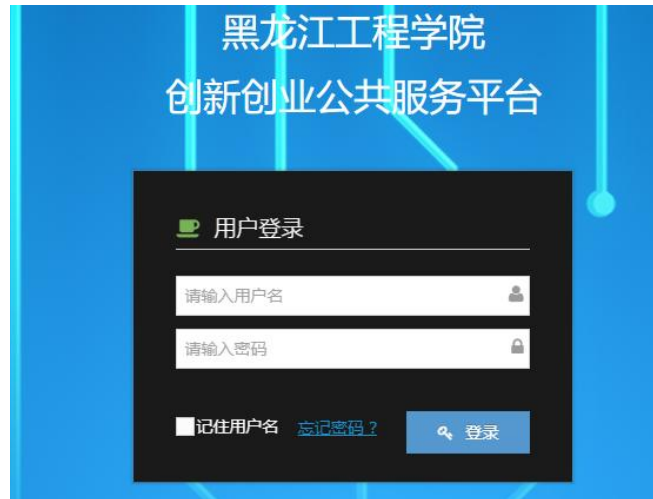 黑龙江工程学院
创新创业公共服务平台
用户登录
请输入用户名
请输入密码
记住用户名 忘记密码？ 登录